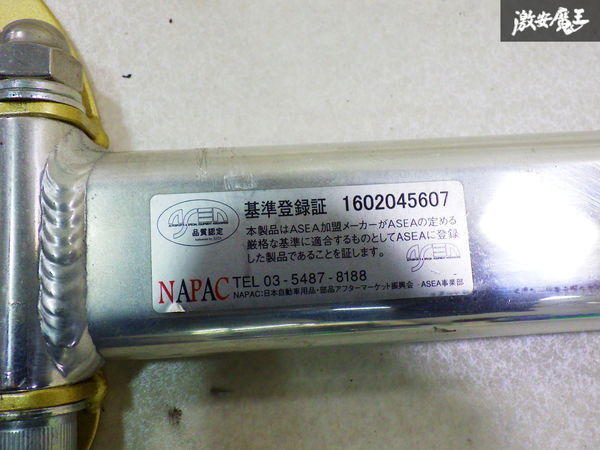 激安魔王
ASEA
品質認定
基準登録証 1602045607
本製品はASEA加盟メーカーがASEAの定める
厳格な基準に適合するものとしてASEAに登録
した製品であることを証します。
ASEA
NAPAC TEL 03-5487-8188
NAPAC:日本自動車用品・部品アフターマーケット振興会 ASEA事業部